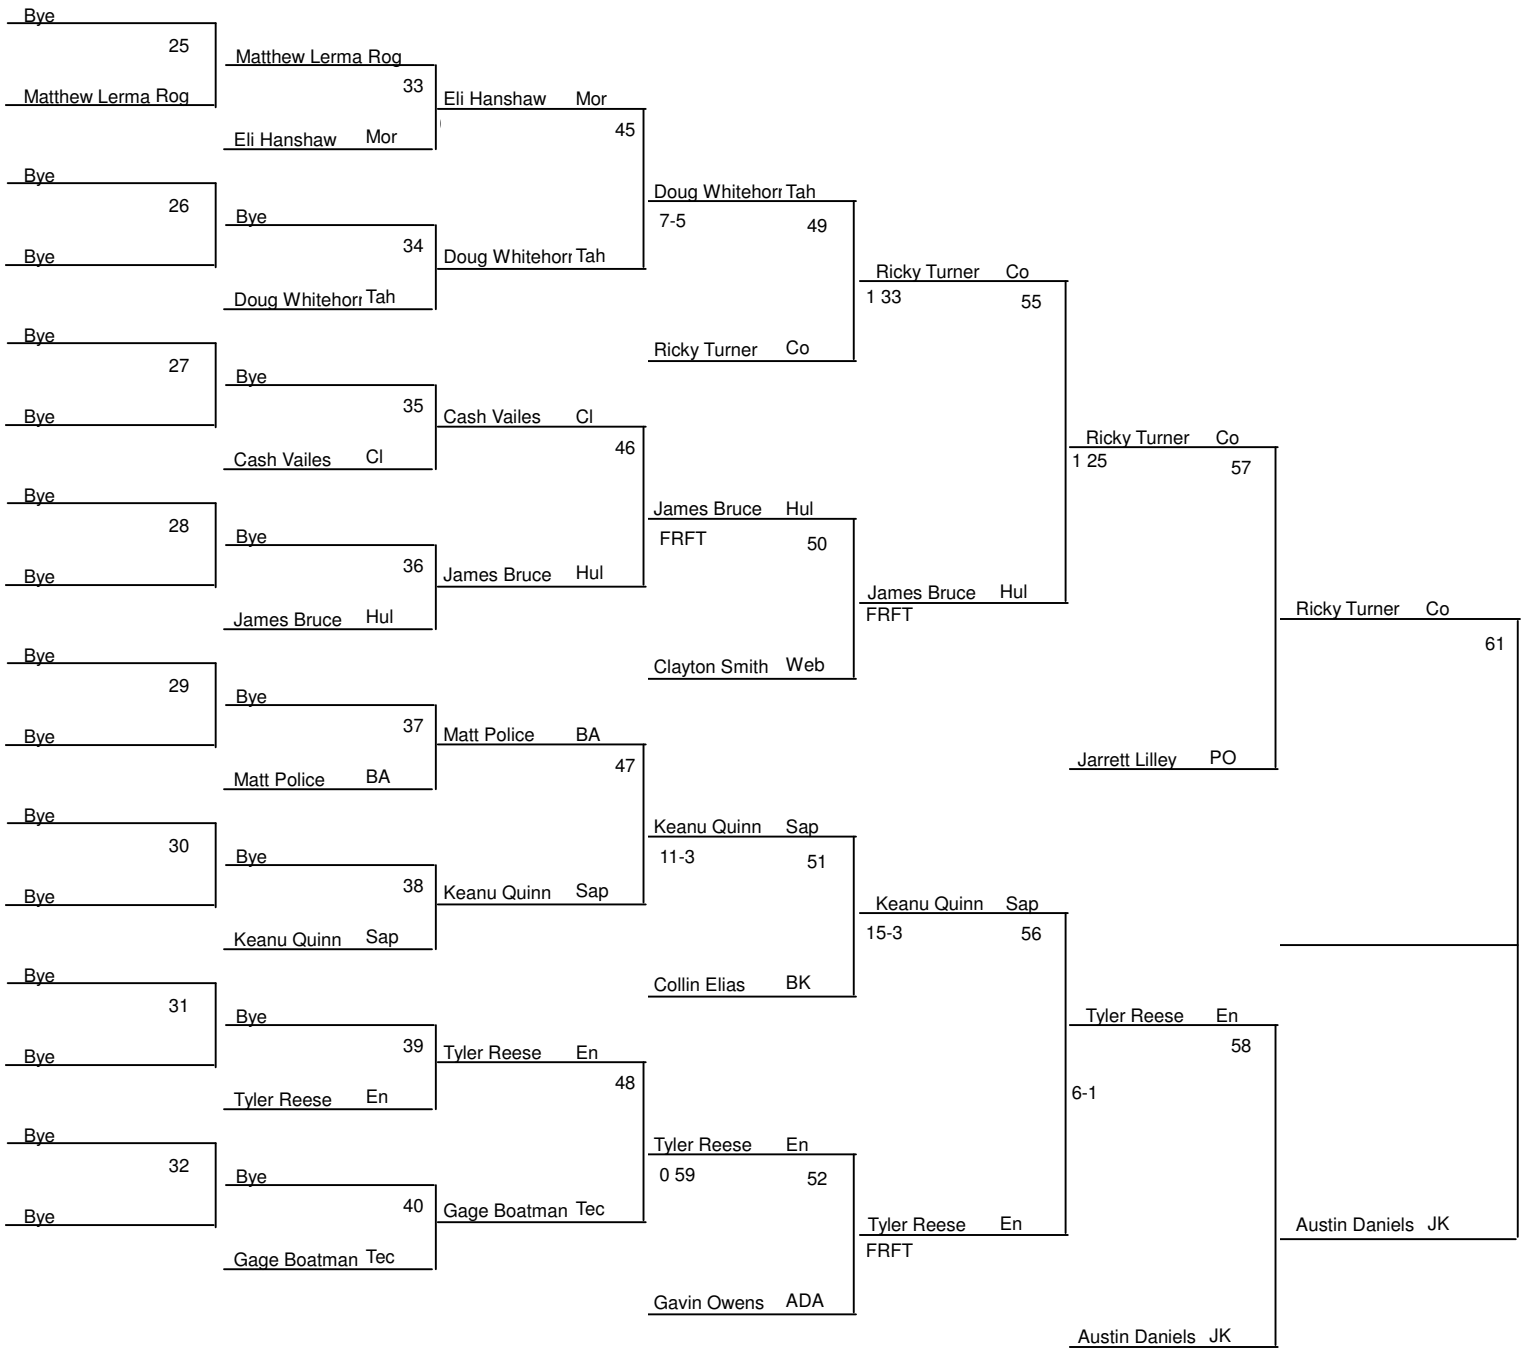 Bye
25
Matthew Lerma Rog
Matthew Lerma Rog
33
Eli Hanshaw Mor
Eli Hanshaw Mor
45
Bye
26
Bye
Bye
34
Doug Whitehorr Tah
Doug Whitehorr Tah
Doug Whitehorr Tah
7-5
49
Ricky Turner Co
Ricky Turner Co
1 33
55
Bye
27
Bye
Bye
35
Cash Vailes Cl
Cash Vailes Cl
46
Bye
28
Bye
Bye
36
James Bruce Hul
James Bruce Hul
James Bruce Hul
FRFT
50
Clayton Smith Web
James Bruce Hul
FRFT
Ricky Turner Co
1 25
57
Jarrett Lilley PO
Ricky Turner Co
61
Bye
29
Bye
Bye
37
Matt Police BA
Matt Police BA
47
Bye
30
Bye
Bye
38
Keanu Quinn Sap
Keanu Quinn Sap
Keanu Quinn Sap
11-3
51
Collin Elias BK
Keanu Quinn Sap
15-3
56
Bye
31
Bye
Bye
39
Tyler Reese En
Tyler Reese En
48
Bye
32
Bye
Bye
40
Gage Boatman Tec
Gage Boatman Tec
Tyler Reese En
0 59
52
Gavin Owens ADA
Tyler Reese En
FRFT
Tyler Reese En
58
6-1
Austin Daniels JK
Austin Daniels JK